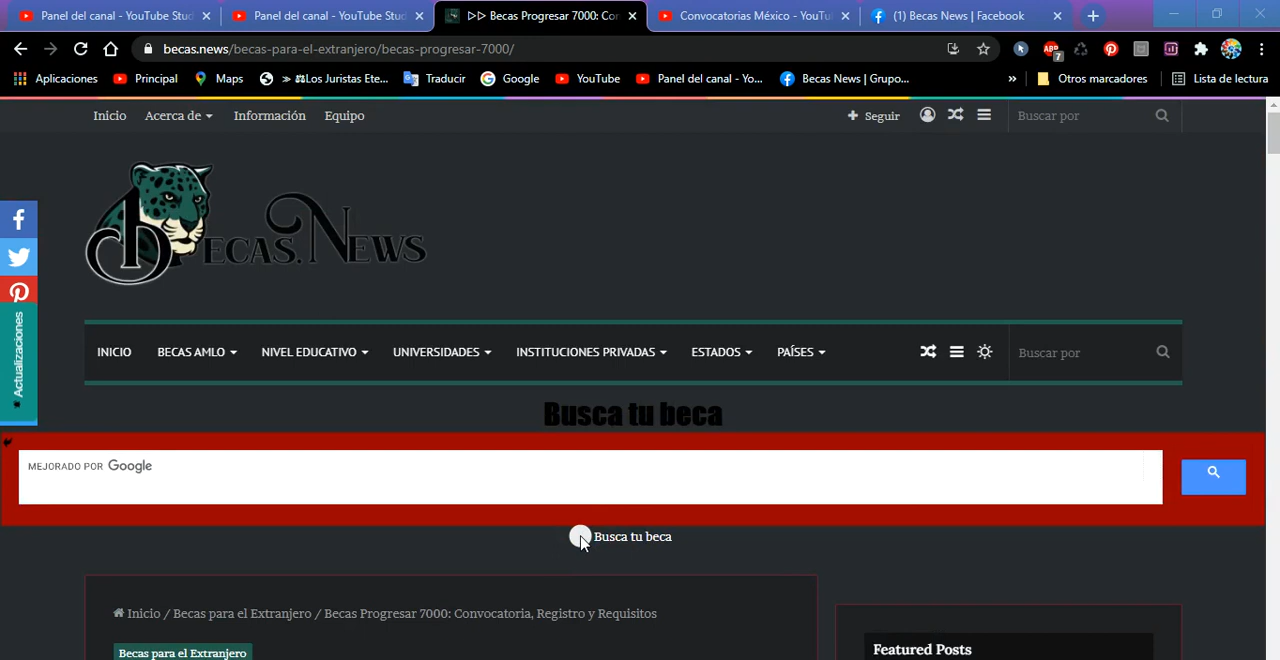 Panel del canal - YouTube Stud
Panel del canal - YouTube Stud
▷▷ Becas Progresar 7000: Con
Convocatorias México - YouTu
(1) Becas News | Facebook
becas.news/becas-para-el-extranjero/becas-progresar-7000/
ABP
7
Aplicaciones
Principal
Maps
» ⚖Los Juristas Ete...
Traducir
Google
YouTube
Panel del canal - Yo...
Becas News | Grupo...
»
Otros marcadores
Lista de lectura
Inicio
Acerca de
Información
Equipo
+ Seguir
Buscar por
becas.News
Actualizaciones
INICIO
BECAS AMLO
NIVEL EDUCATIVO
UNIVERSIDADES
INSTITUCIONES PRIVADAS
ESTADOS
PAÍSES
Buscar por
Busca tu beca
MEJORADO POR Google
Busca tu beca
Inicio / Becas para el Extranjero / Becas Progresar 7000: Convocatoria, Registro y Requisitos
Becas para el Extranjero
Featured Posts